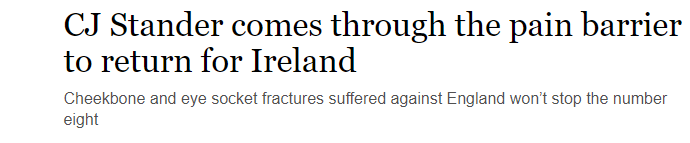 CJ Stander comes through the pain barrier
to return for Ireland
Cheekbone and eye socket fractures suffered against England won’t stop the number
eight